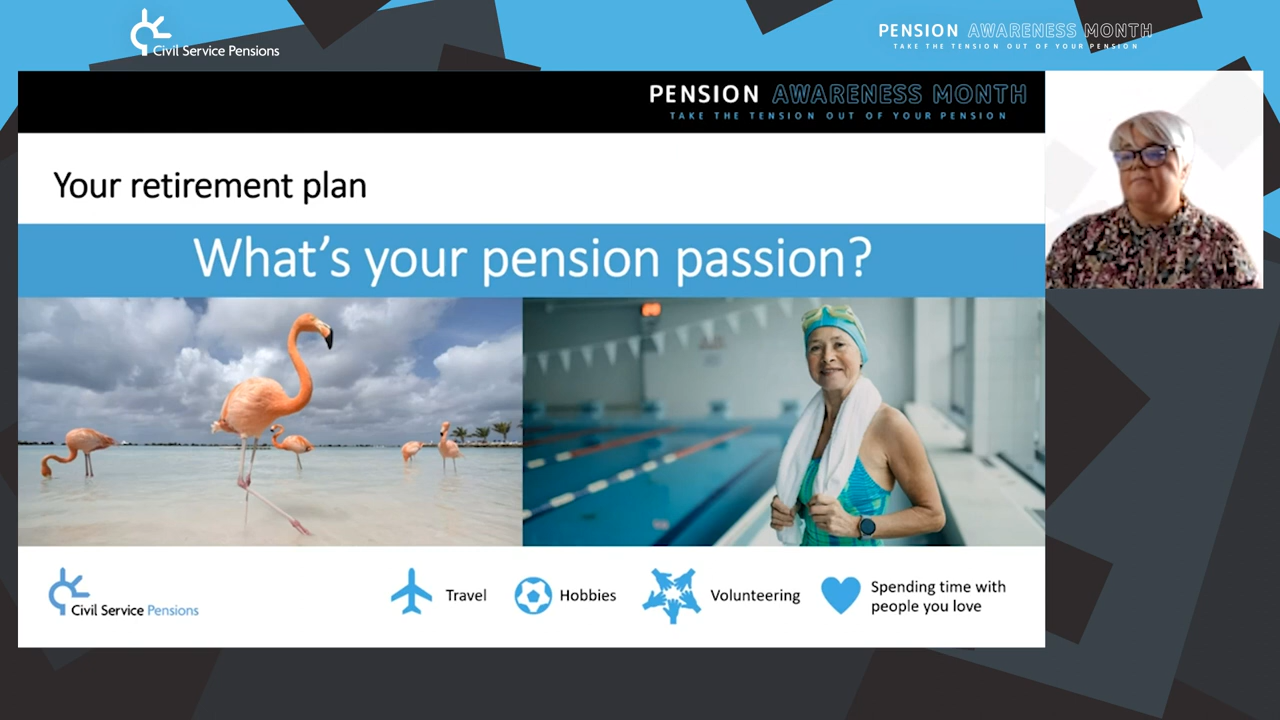 Civil Service Pensions
PENSION AWARENESS MONTH
TAKE THE TENSION OUT OF YOUR PENSION
PENSION AWARENESS MONTH
TAKE THE TENSION OUT OF YOUR PENSION
Your retirement plan
What's your pension passion?
Civil Service Pensions
Travel
Hobbies
Volunteering
Spending time with
people you love